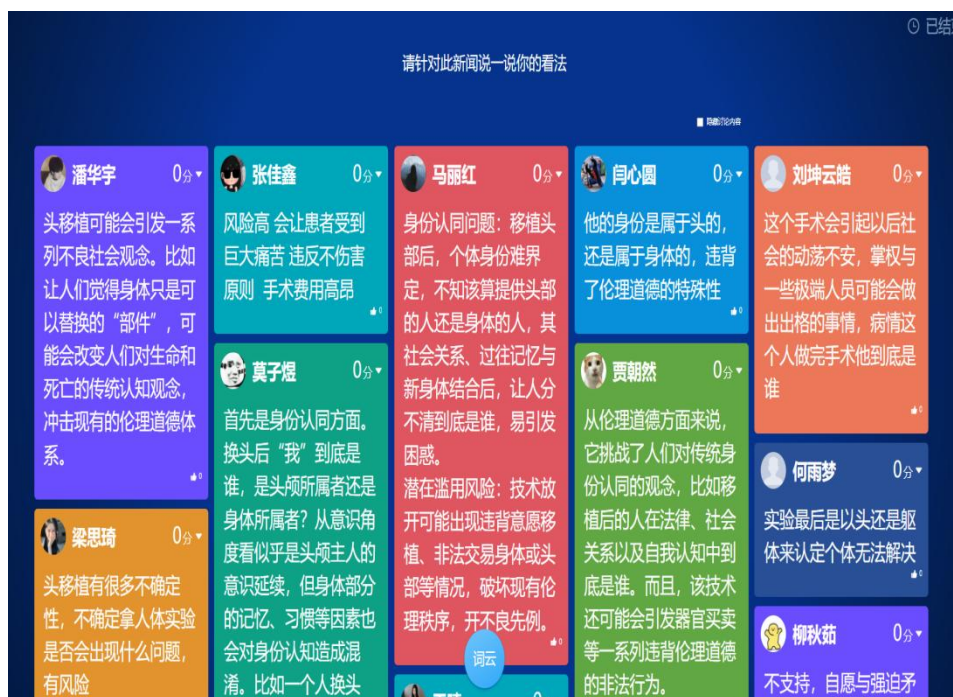 已结
请针对此新闻说一说你的看法
隐藏讨论内容
潘华宇 0分
头移植可能会引发一系
列不良社会观念。比如
让人们觉得身体只是可
以替换的“部件”，可
能会改变人们对生命和
死亡的传统认知观念，
冲击现有的伦理道德体
系。
0
梁思琦 0分
头移植有很多不确定
性，不确定拿人体实验
是否会出现什么问题，
有风险
张佳鑫 0分
风险高 会让患者受到
巨大痛苦 违反不伤害
原则 手术费用高昂
0
莫子煜 0分
首先是身份认同方面。
换头后“我”到底是
谁，是头颅所属者还是
身体所属者？从意识角
度看似乎是头颅主人的
意识延续，但身体部分
的记忆、习惯等因素也
会对身份认知造成混
淆。比如一个人换头
马丽红 0分
身份认同问题：移植头
部后，个体身份难界
定，不知该算提供头部
的人还是身体的人，其
社会关系、过往记忆与
新身体结合后，让人分
不清到底是谁，易引发
困惑。
潜在滥用风险：技术放
开可能出现违背意愿移
植、非法交易身体或头
部等情况，破坏现有伦
理秩序，开不良先例。
0
词云
闫心圆 0分
他的身份是属于头的，
还是属于身体的，违背
了伦理道德的特殊性
0
贾朝然 0分
从伦理道德方面来说，
它挑战了人们对传统身
份认同的观念，比如移
植后的人在法律、社会
关系以及自我认知中到
底是谁。而且，该技术
还可能会引发器官买卖
等一系列违背伦理道德
的非法行为。
刘坤云皓 0分
这个手术会引起以后社
会的动荡不安，掌权与
一些极端人员可能会做
出出格的事情，病情这
个人做完手术他到底是
谁
0
何雨梦 0分
实验最后是以头还是躯
体来认定个体无法解决
0
柳秋茹 0分
不支持，自愿与强迫矛